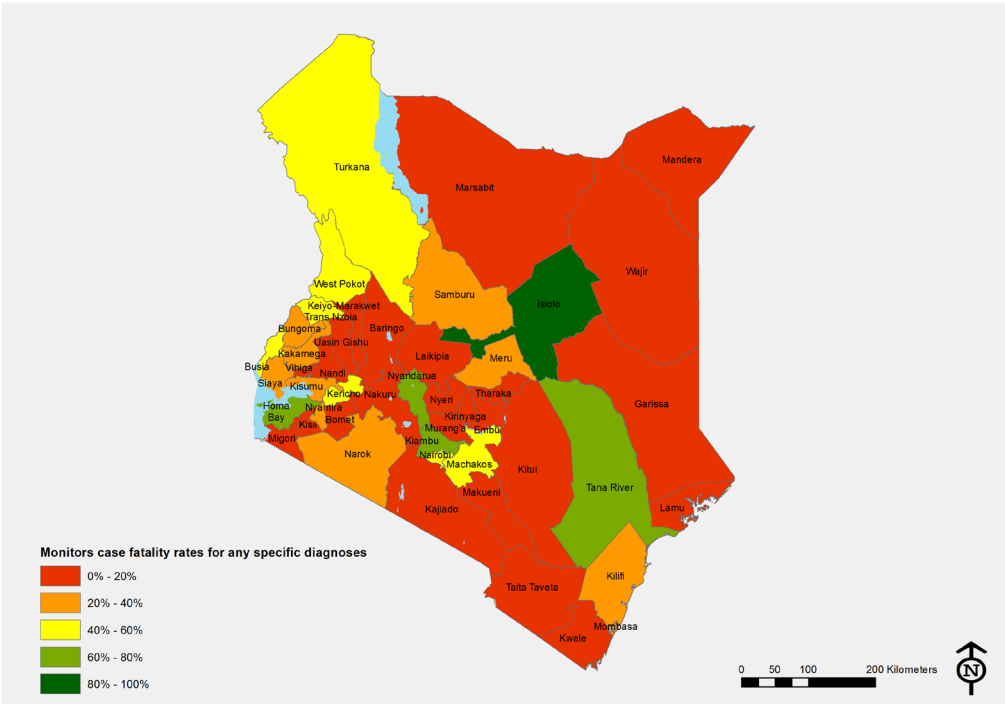 Turkana
Mandera
Marsabit
Wajir
West Pokot
Samburu
Isiolo
Keiyo-Marakwet
Trans Nzoia
Bungoma
Baringo
Uasin Gishu
Kakamega
Laikipia
Meru
Busia
Vihiga
Nandi
Nyandarua
Siaya
Kisumu
Kericho
Nakuru
Nyeri
Tharaka
Garissa
Homa
Bay
Nyamira
Kirinyaga
Kisii
Bomet
Murang'a
Embu
Migori
Kiambu
Narok
Nairobi
Machakos
Kitui
Tana River
Makueni
Kajiado
Lamu
Kilifi
Taita Taveta
Mombasa
Kwale
Monitors case fatality rates for any specific diagnoses
0% - 20%
20% - 40%
40% - 60%
60% - 80%
80% - 100%
0 50 100 200 Kilometers
N